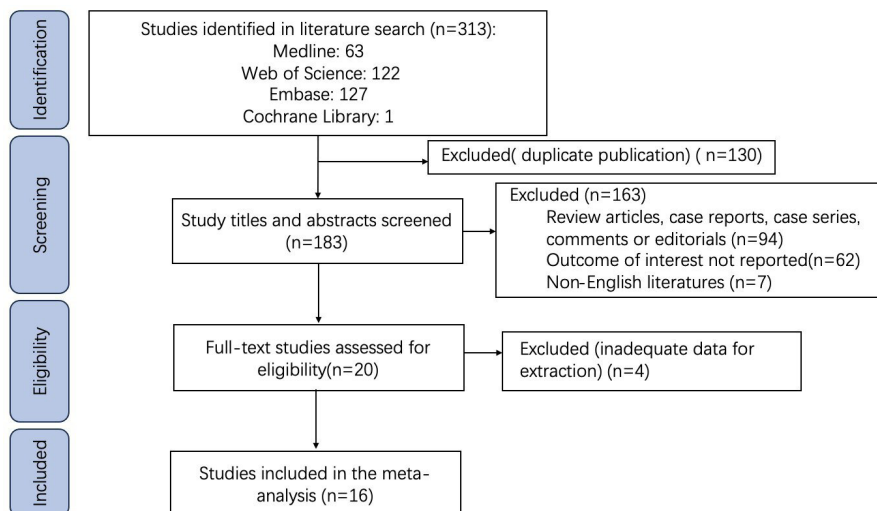 Identification
Studies identified in literature search (n=313):
Medline: 63
Web of Science: 122
Embase: 127
Cochrane Library: 1
Excluded( duplicate publication) ( n=130)
Screening
Study titles and abstracts screened
(n=183)
Excluded (n=163)
Review articles, case reports, case series,
comments or editorials (n=94)
Outcome of interest not reported(n=62)
Non-English literatures (n=7)
Eligibility
Full-text studies assessed for
eligibility(n=20)
Excluded (inadequate data for
extraction) (n=4)
Included
Studies included in the meta-
analysis (n=16)